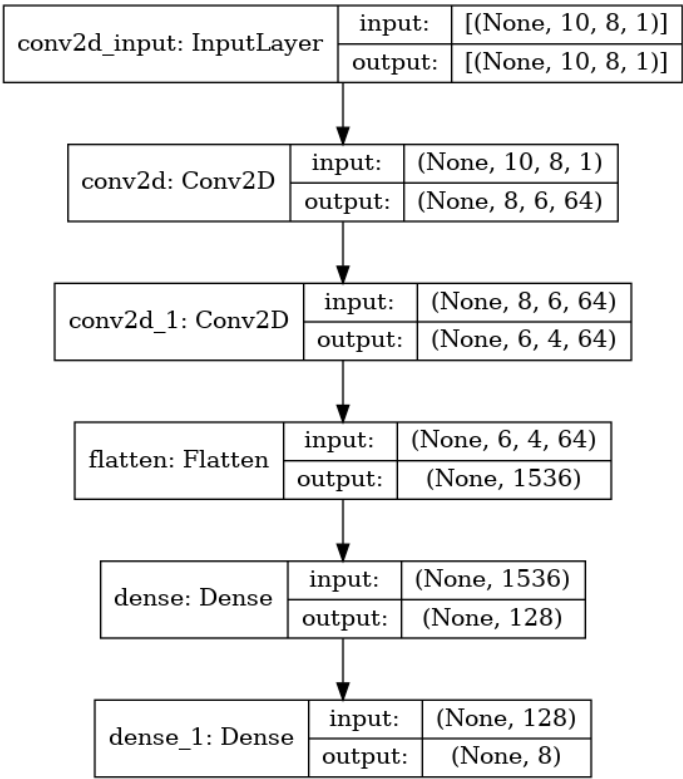 conv2d_input: InputLayer
input: [(None, 10, 8, 1)]
output: [(None, 10, 8, 1)]
conv2d: Conv2D
input: (None, 10, 8, 1)
output: (None, 8, 6, 64)
conv2d_1: Conv2D
input: (None, 8, 6, 64)
output: (None, 6, 4, 64)
flatten: Flatten
input: (None, 6, 4, 64)
output: (None, 1536)
dense: Dense
input: (None, 1536)
output: (None, 128)
dense_1: Dense
input: (None, 128)
output: (None, 8)